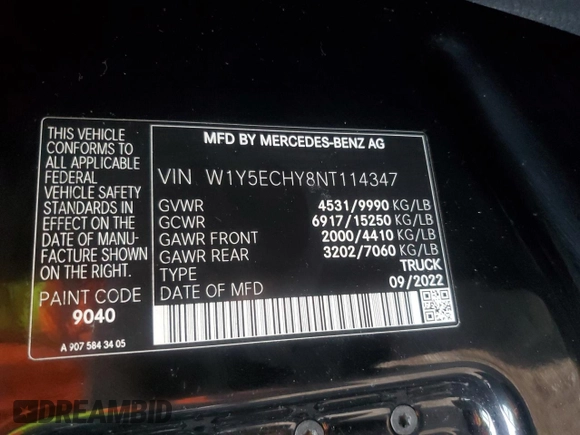 MFD BY MERCEDES-BENZ AG
THIS VEHICLE
CONFORMS TO
ALL APPLICABLE
FEDERAL MOTOR
VEHICLE SAFETY
STANDARDS IN
EFFECT ON THE
DATE OF MANU-
FACTURE SHOWN
ON THE RIGHT.
PAINT CODE
9040
A 907 584 34 05
VIN W1Y5ECHY8NT114347
GVWR 4531/9990 KG/LB
GCWR 6917/15250 KG/LB
GAWR FRONT 2000/4410 KG/LB
GAWR REAR 3202/7060 KG/LB
TYPE TRUCK
DATE OF MFD 09/2022
DREAMBID